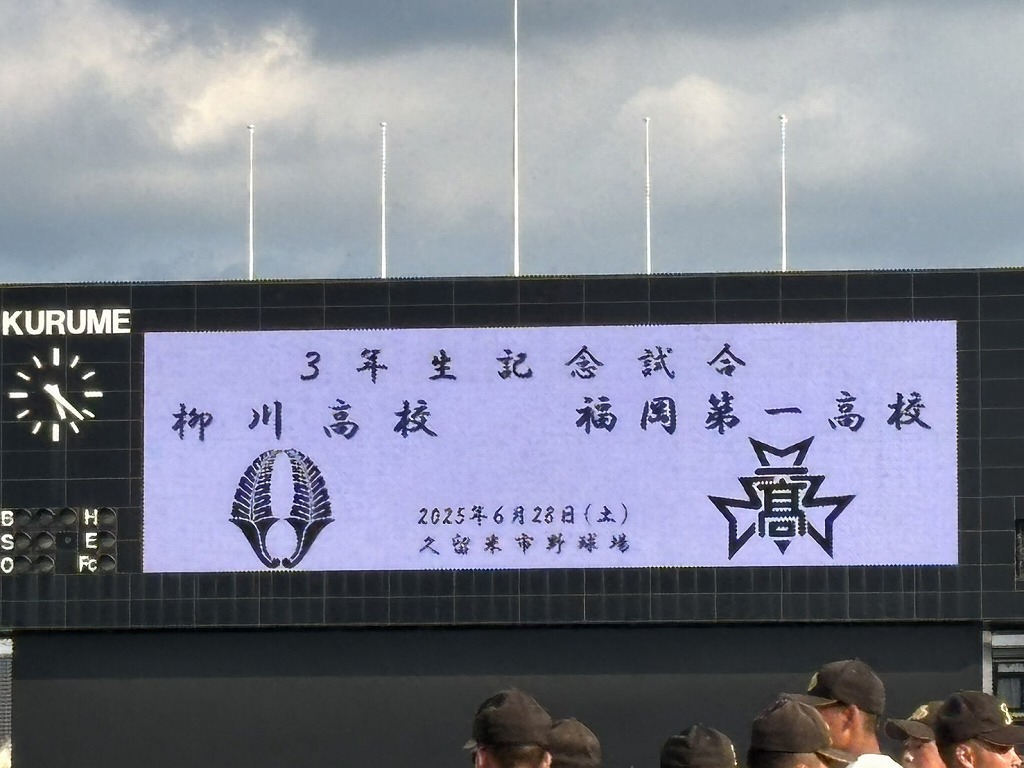 KURUME
3年生記念試合
柳川高校 福岡第一高校
高
2025年6月28日(土)
久留米市野球場
B H
S E
O Fc